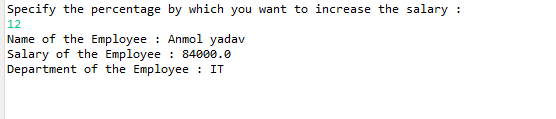 Specify the percentage by which you want to increase the salary :
12
Name of the Employee : Anmol yadav
Salary of the Employee : 84000.0
Department of the Employee : IT